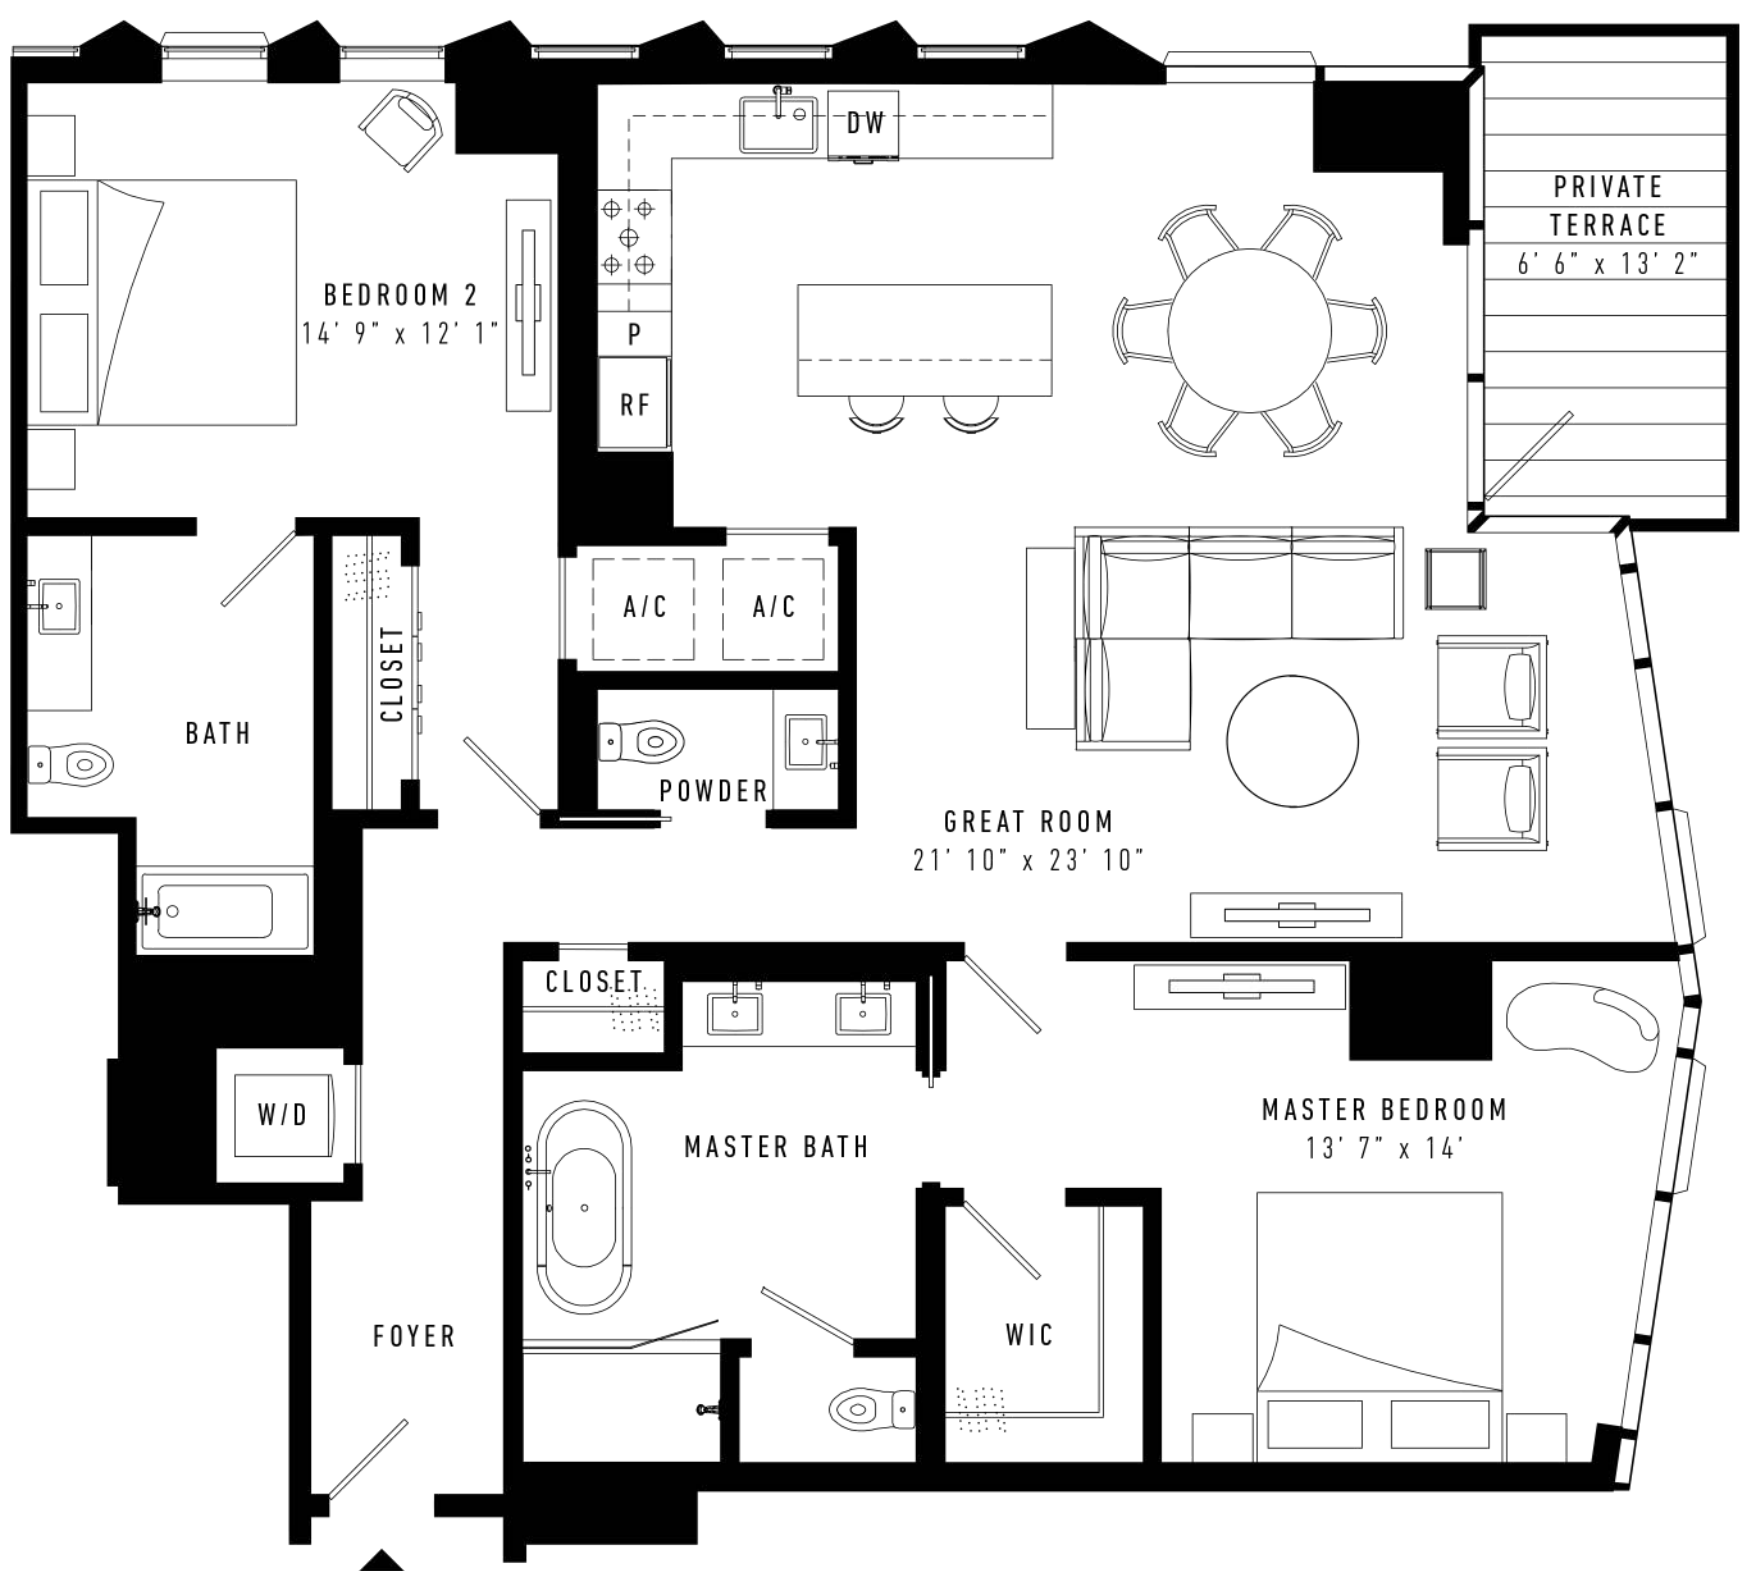 DW
PRIVATE
TERRACE
6' 6" x 13' 2"
BEDROOM 2
14' 9" x 12' 1"
P
RF
A/C
A/C
CLOSET
BATH
POWDER
GREAT ROOM
21' 10" x 23' 10"
CLOSET
W/D
MASTER BATH
MASTER BEDROOM
13' 7" x 14'
FOYER
WIC